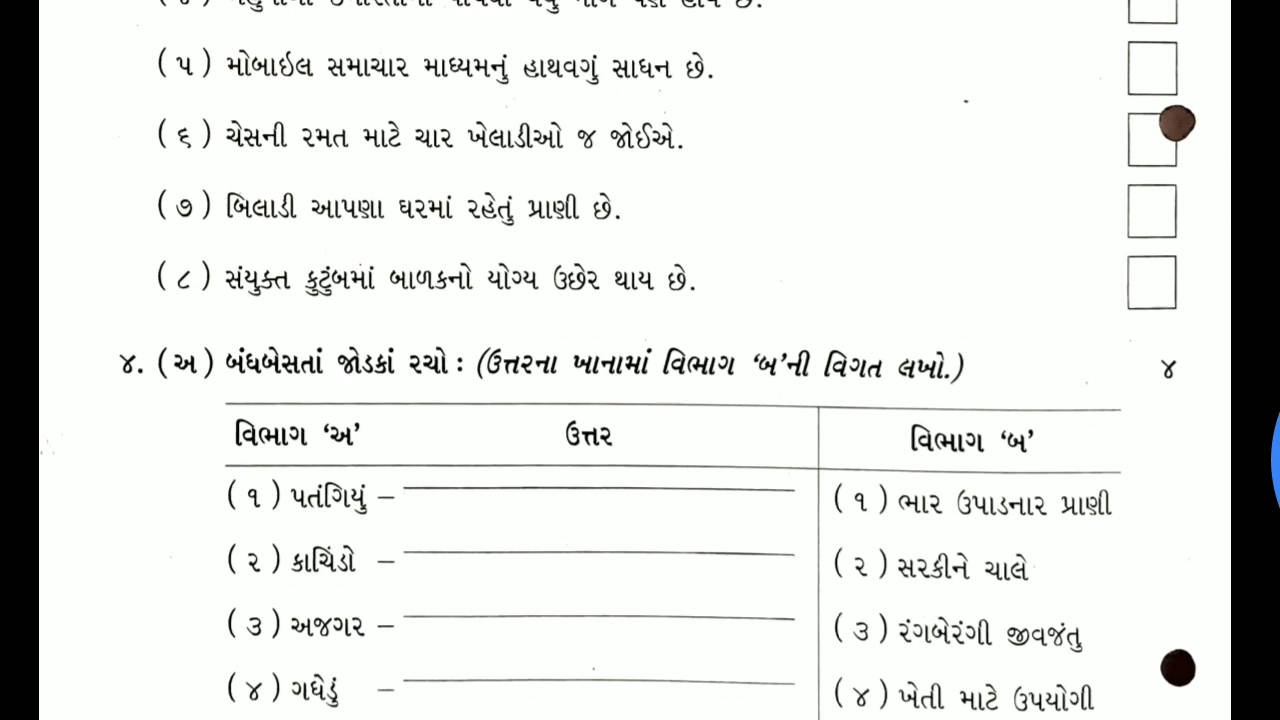 (૫) મોબાઇલ સમાચાર માધ્યમનું હાથવગું સાધન છે.
(૬) ચેસની રમત માટે ચાર ખેલાડીઓ જ જોઈએ.
(૭) બિલાડી આપણા ઘરમાં રહેતું પ્રાણી છે.
(૮) સંયુક્ત કુટુંબમાં બાળકનો યોગ્ય ઉછેર થાય છે.
૪. (અ) બંધબેસતાં જોડકાં રચો : (ઉત્તરના ખાનામાં વિભાગ ‘બ’ની વિગત લખો.) ૪
વિભાગ ‘અ’ ઉત્તર વિભાગ ‘બ’
(૧) પતંગિયું – (૧) ભાર ઉપાડનાર પ્રાણી
(૨) કાચિંડો – (૨) સરકીને ચાલે
(૩) અજગર – (૩) રંગબેરંગી જીવજંતુ
(૪) ગધેડું – (૪) ખેતી માટે ઉપયોગી